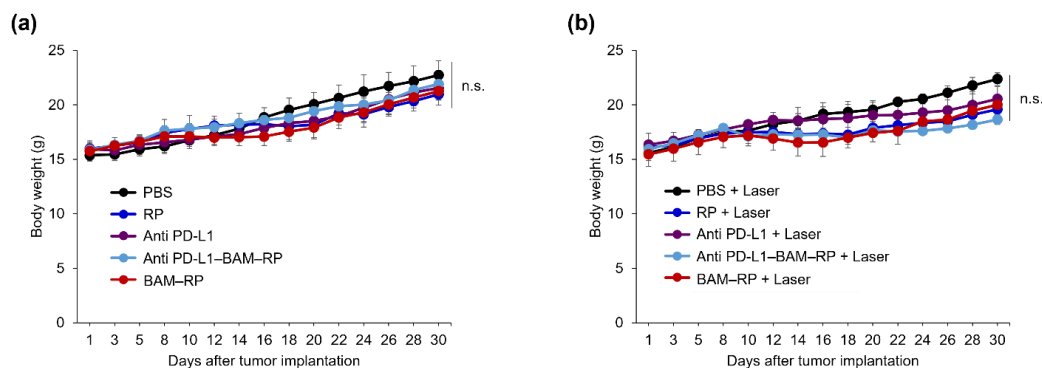 (a)
Body weight (g)
25
20
15
10
5
0
n.s.
PBS
RP
Anti PD-L1
Anti PD-L1–BAM–RP
BAM–RP
1 3 5 8 10 12 14 16 18 20 22 24 26 28 30
Days after tumor implantation
(b)
Body weight (g)
25
20
15
10
5
0
n.s.
PBS + Laser
RP + Laser
Anti PD-L1 + Laser
Anti PD-L1–BAM–RP + Laser
BAM–RP + Laser
1 3 5 8 10 12 14 16 18 20 22 24 26 28 30
Days after tumor implantation